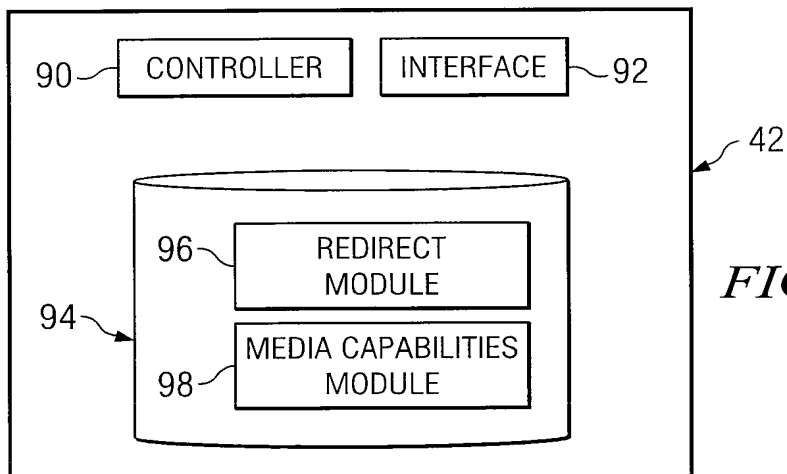 90 CONTROLLER INTERFACE 92
42
96 REDIRECT
MODULE
94
98 MEDIA CAPABILITIES
MODULE